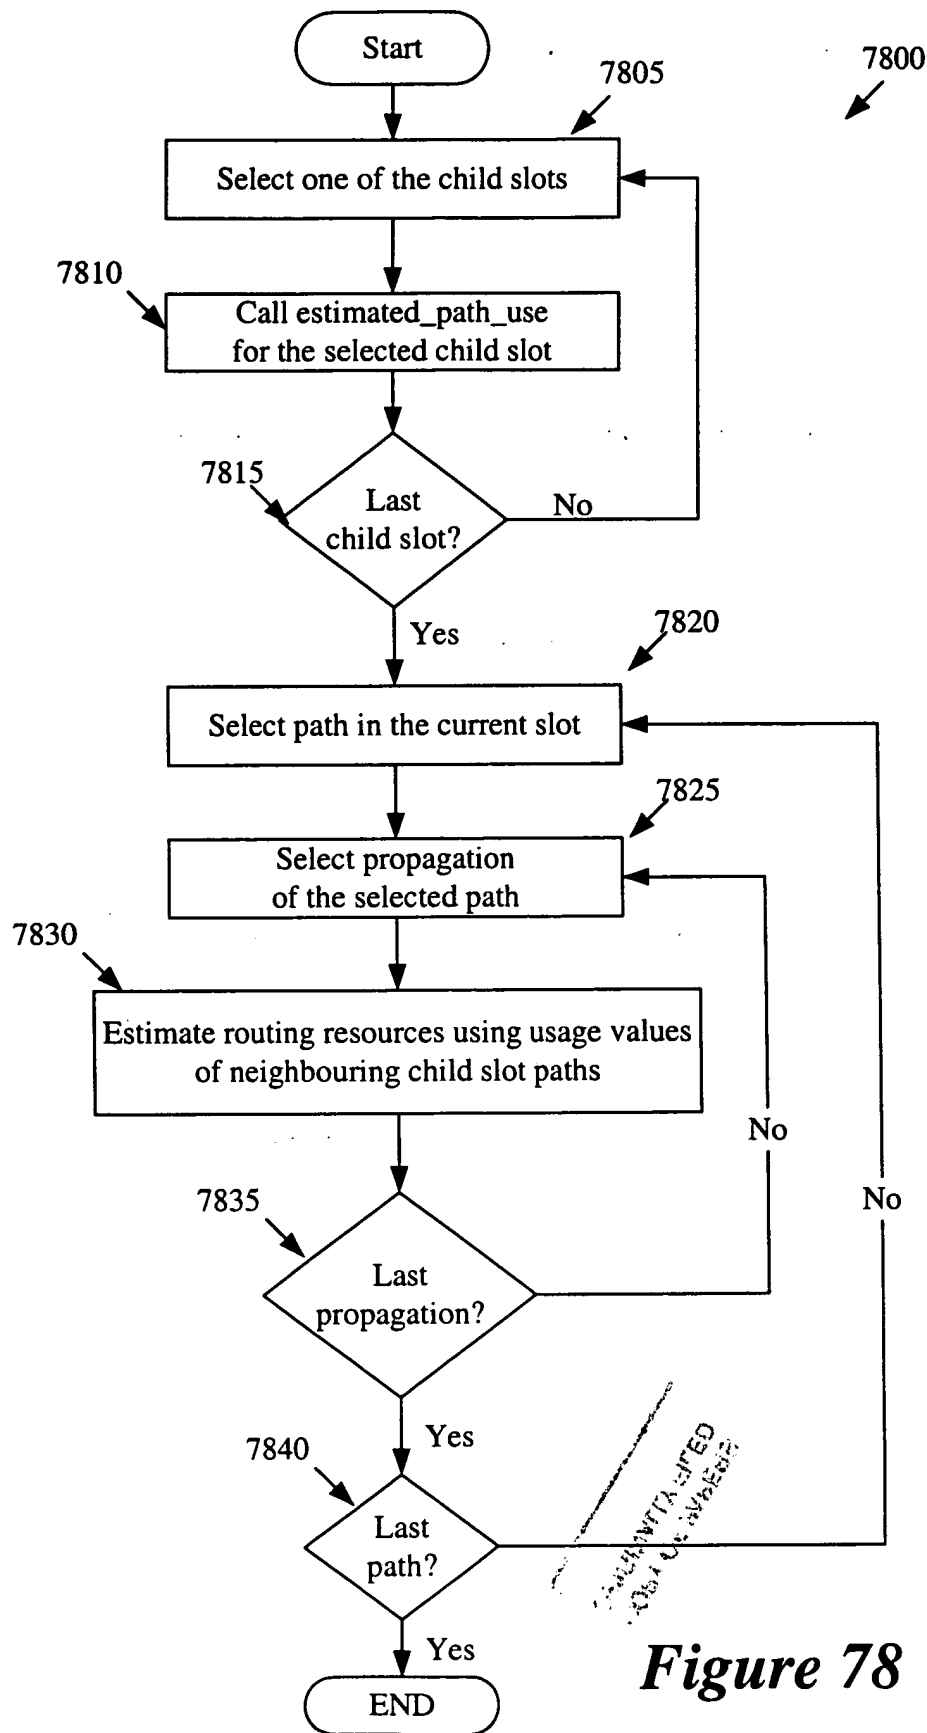 Start
7800
7805
Select one of the child slots
7810
Call estimated_path_use
for the selected child slot
7815
Last
child slot?
No
Yes
7820
Select path in the current slot
7825
Select propagation
of the selected path
7830
Estimate routing resources using usage values
of neighbouring child slot paths
No
No
7835
Last
propagation?
Yes
7840
Last
path?
Yes
END
Figure 78